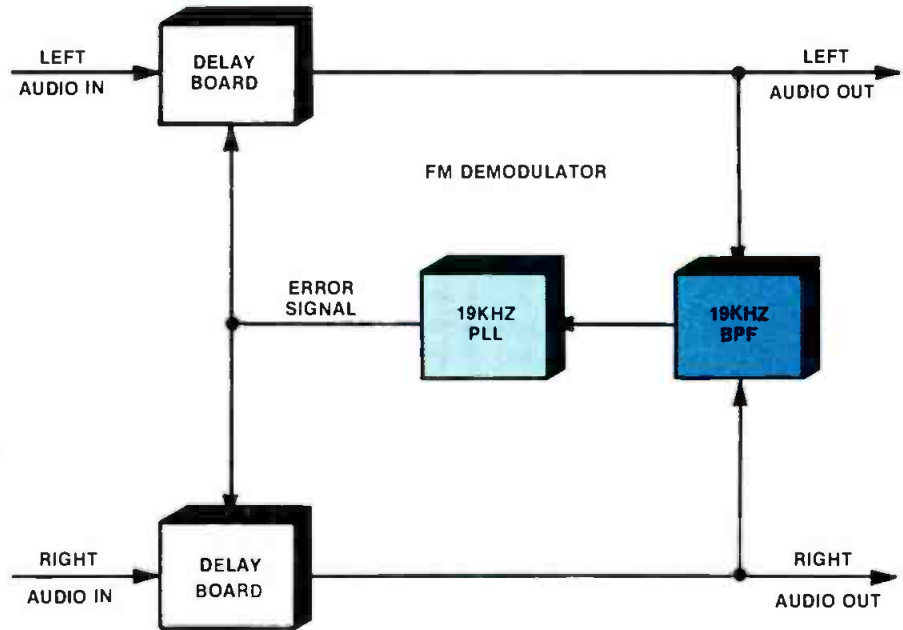 LEFT
AUDIO IN
DELAY
BOARD
LEFT
AUDIO OUT
FM DEMODULATOR
ERROR
SIGNAL
19KHZ
PLL
19KHZ
BPF
RIGHT
AUDIO IN
DELAY
BOARD
RIGHT
AUDIO OUT